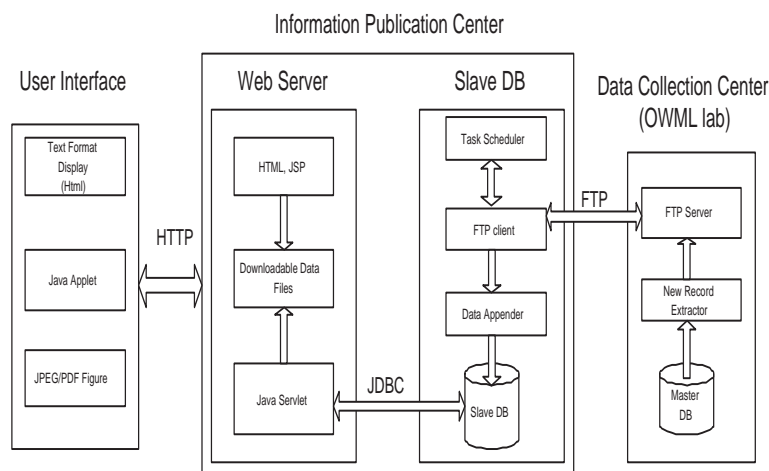 Information Publication Center
User Interface
Text Format
Display
(Html)
Java Applet
JPEG/PDF Figure
HTTP
Web Server
HTML, JSP
Downloadable Data
Files
Java Servlet
JDBC
Slave DB
Task Scheduler
FTP client
Data Appender
Slave DB
FTP
Data Collection Center
(OWML lab)
FTP Server
New Record
Extractor
Master
DB